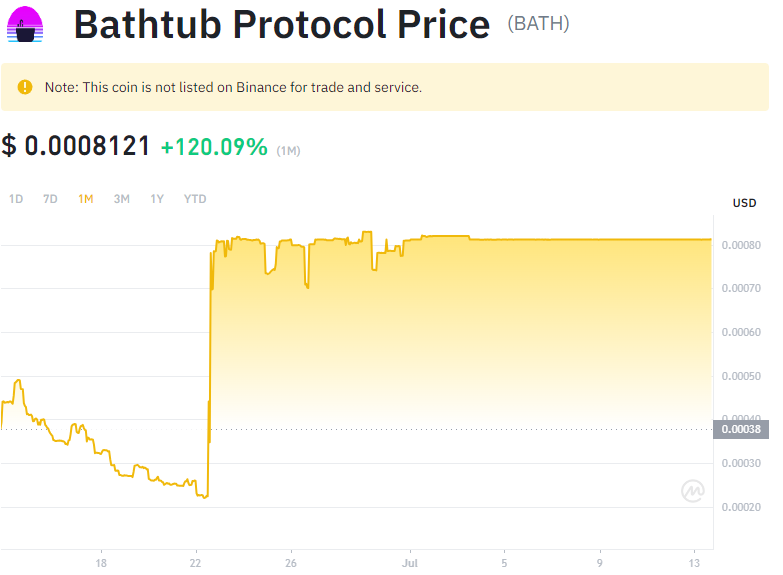 Bathtub Protocol Price (BATH)
Note: This coin is not listed on Binance for trade and service.
$ 0.0008121 +120.09% (1M)
1D 7D 1M 3M 1Y YTD
USD
0.00080
0.00070
0.00060
0.00050
0.00040
0.00038
0.00030
0.00020
18 22 26 Jul 5 9 13